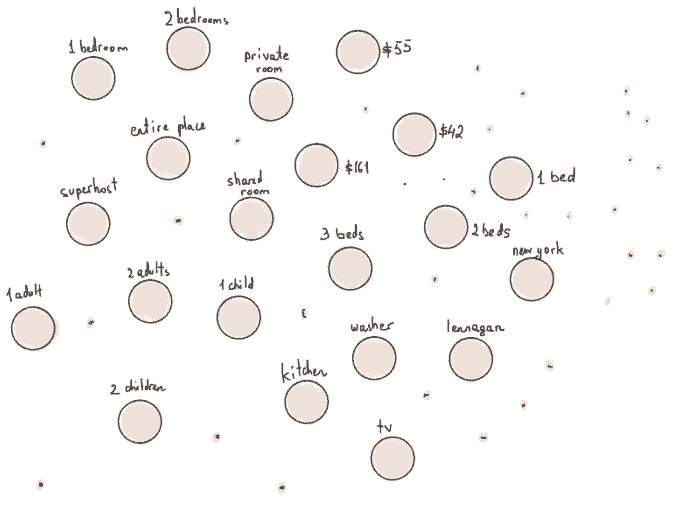 2 bedrooms
1 bedroom
private
room
$55
entire place
$42
$161
superhost
shared
room
1 bed
3 beds
2 beds
new york
1 adult
2 adults
1 child
washer
lennagan
kitchen
2 children
tv